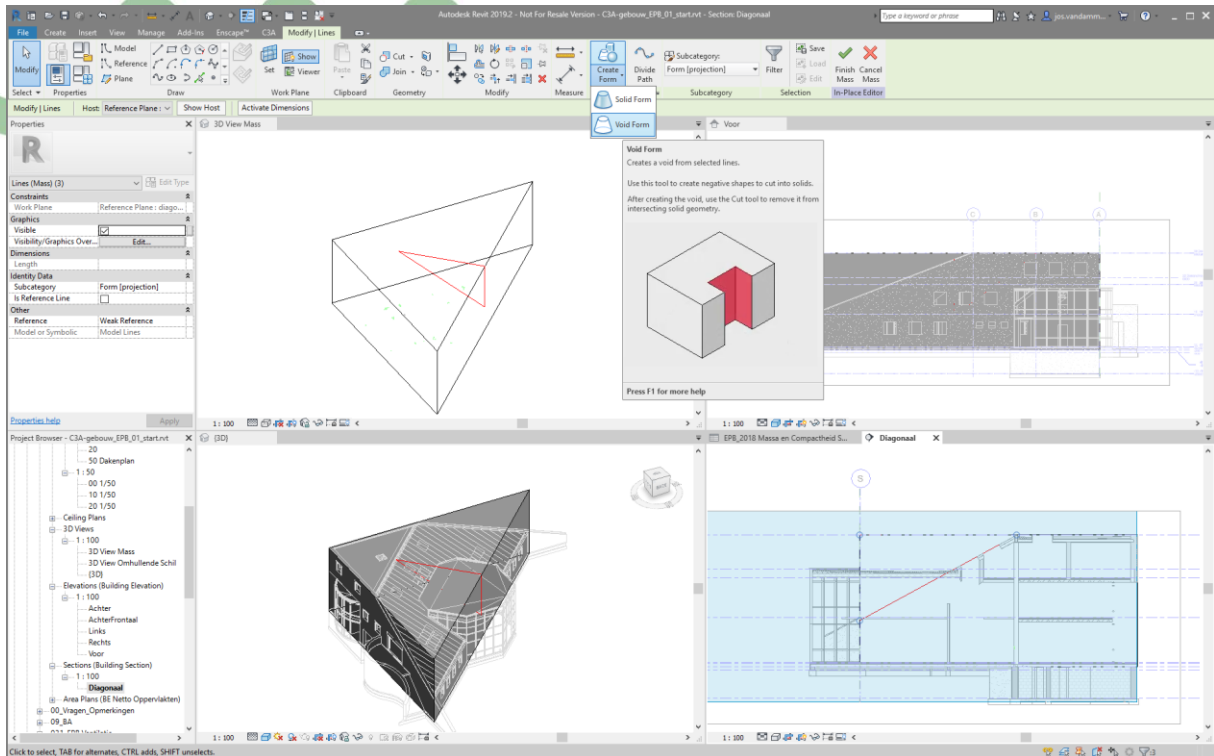 Autodesk Revit 2019.2 - Not For Resale Version - C3A-gebouw_EPB_01_start.rvt - Section: Diagonaal
Type a keyword or phrase
jos.vandamm...
File Create Insert View Manage Add-Ins Enscape™ C3A Modify | Lines
Modify
Model
Reference
Plane
Set
Show
Viewer
Paste
Cut
Join
Create Form
Divide Path
Subcategory:
Form [projection]
Filter
Save
Load
Edit
Finish Mass
Cancel Mass
Select Properties Draw Work Plane Clipboard Geometry Modify Measure Subcategory Selection In-Place Editor
Solid Form
Void Form
Modify | Lines Host: Reference Plane : Show Host Activate Dimensions
Properties
3D View Mass
Voor
R
Void Form
Creates a void from selected lines.
Use this tool to create negative shapes to cut into solids.
After creating the void, use the Cut tool to remove it from
intersecting solid geometry.
Press F1 for more help
Lines (Mass) (3) Edit Type
Constraints
Work Plane Reference Plane : diago...
Graphics
Visible
Visibility/Graphics Over... Edit...
Dimensions
Length
Identity Data
Subcategory Form [projection]
Is Reference Line
Other
Reference Weak Reference
Model or Symbolic Model Lines
C B A
Properties help Apply
1 : 100
1 : 100
Project Browser - C3A-gebouw_EPB_01_start.rvt
{3D}
EPB_2018 Massa en Compactheid S...
Diagonaal
20
50 Dakenplan
1 : 50
00 1/50
10 1/50
20 1/50
Ceiling Plans
3D Views
1 : 100
3D View Mass
3D View Omhullende Schil
{3D}
Elevations (Building Elevation)
1 : 100
Achter
AchterFrontaal
Links
Rechts
Voor
Sections (Building Section)
1 : 100
Diagonaal
Area Plans (BE Netto Oppervlakten)
00_Vragen_Opmerkingen
09_BA
S
1 : 100
1 : 100
Click to select, TAB for alternates, CTRL adds, SHIFT unselects.